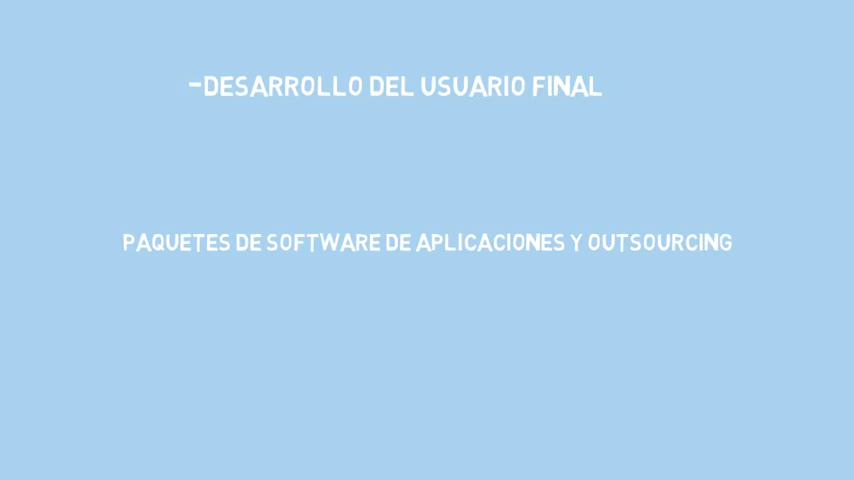 -DESARROLLO DEL USUARIO FINAL
PAQUETES DE SOFTWARE DE APLICACIONES Y OUTSOURCING